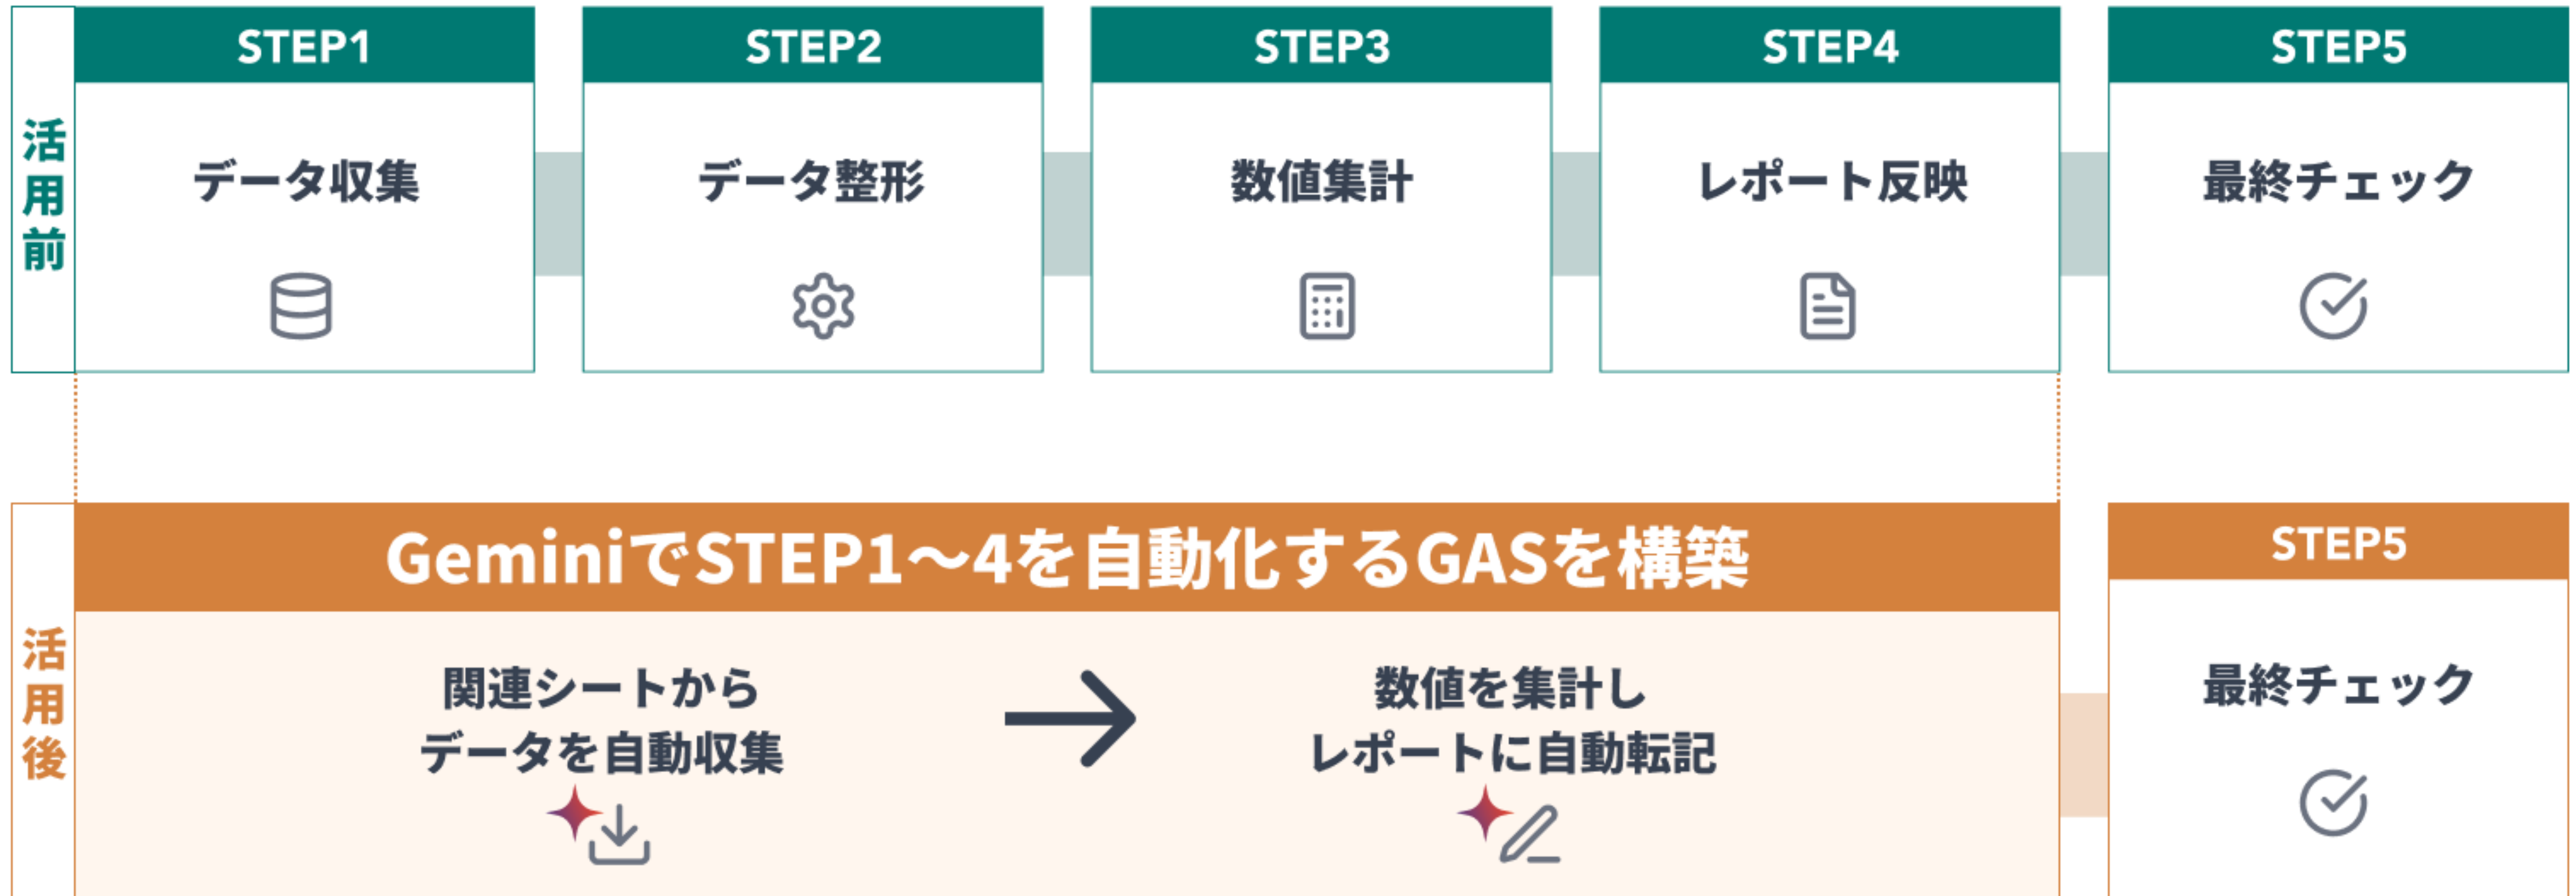 活用前
STEP1
データ収集
STEP2
データ整形
STEP3
数値集計
STEP4
レポート反映
STEP5
最終チェック
活用後
GeminiでSTEP1〜4を自動化するGASを構築
関連シートから
データを自動収集
数値を集計し
レポートに自動転記
STEP5
最終チェック